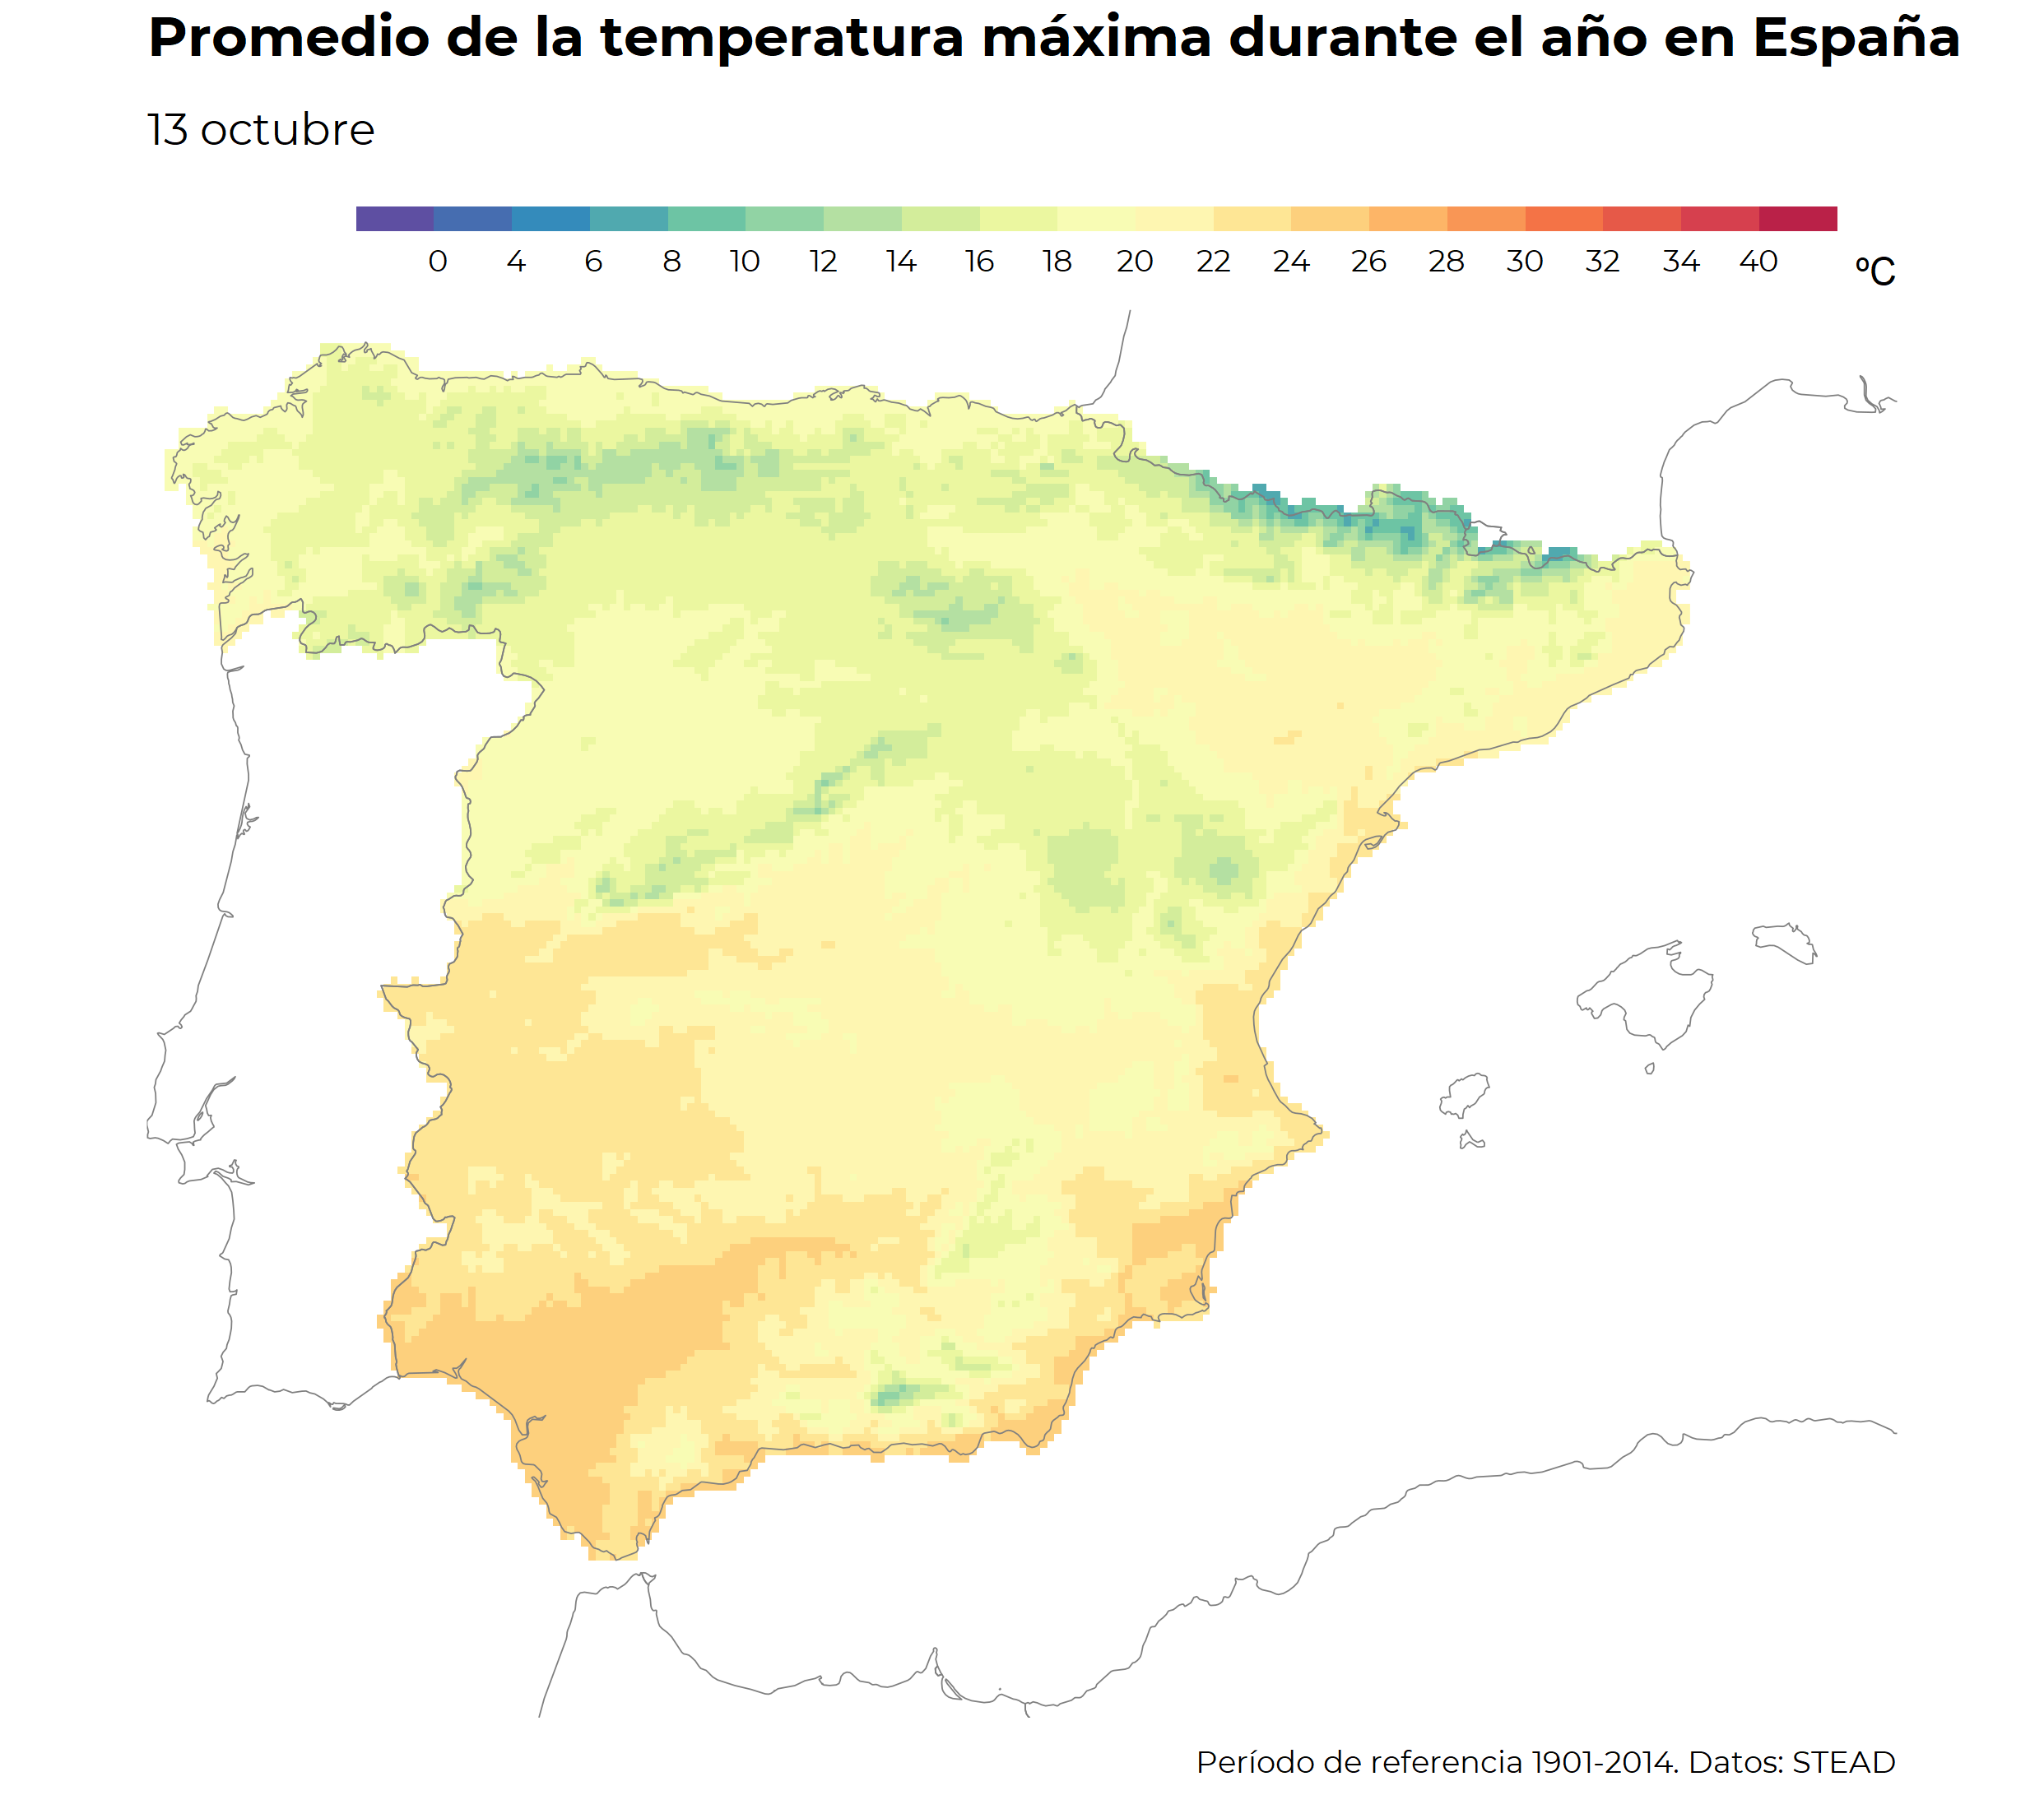 Promedio de la temperatura máxima durante el año en España
13 octubre
0 4 6 8 10 12 14 16 18 20 22 24 26 28 30 32 34 40 ºC
Período de referencia 1901-2014. Datos: STEAD